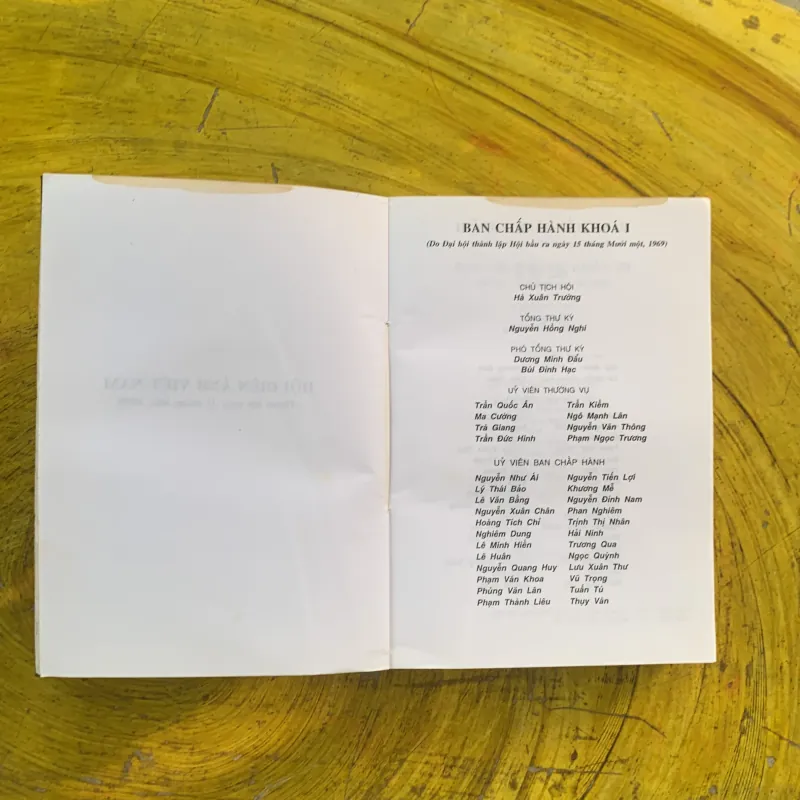 BAN CHẤP HÀNH KHOÁ I
(Do Đại hội thành lập Hội bầu ra ngày 15 tháng Mười một, 1969)
CHỦ TỊCH HỘI
Hà Xuân Trường
TỔNG THƯ KÝ
Nguyễn Hồng Nghi
PHÓ TỔNG THƯ KÝ
Dương Minh Đẩu
Bùi Đình Hạc
UỶ VIÊN THƯỜNG VỤ
Trần Quốc Ân Trần Kiềm
Ma Cường Ngô Mạnh Lân
Trà Giang Nguyễn Văn Thông
Trần Đức Hinh Phạm Ngọc Trương
UỶ VIÊN BAN CHẤP HÀNH
Nguyễn Như Ái Nguyễn Tiến Lợi
Lý Thái Bảo Khương Mễ
Lê Văn Bằng Nguyễn Đình Nam
Nguyễn Xuân Chân Phan Nghiêm
Hoàng Tích Chỉ Trịnh Thị Nhân
Nghiêm Dung Hải Ninh
Lê Minh Hiền Trương Qua
Lê Huân Ngọc Quỳnh
Nguyễn Quang Huy Lưu Xuân Thư
Phạm Văn Khoa Vũ Trọng
Phùng Văn Lân Tuấn Tú
Phạm Thành Liêu Thụy Vân